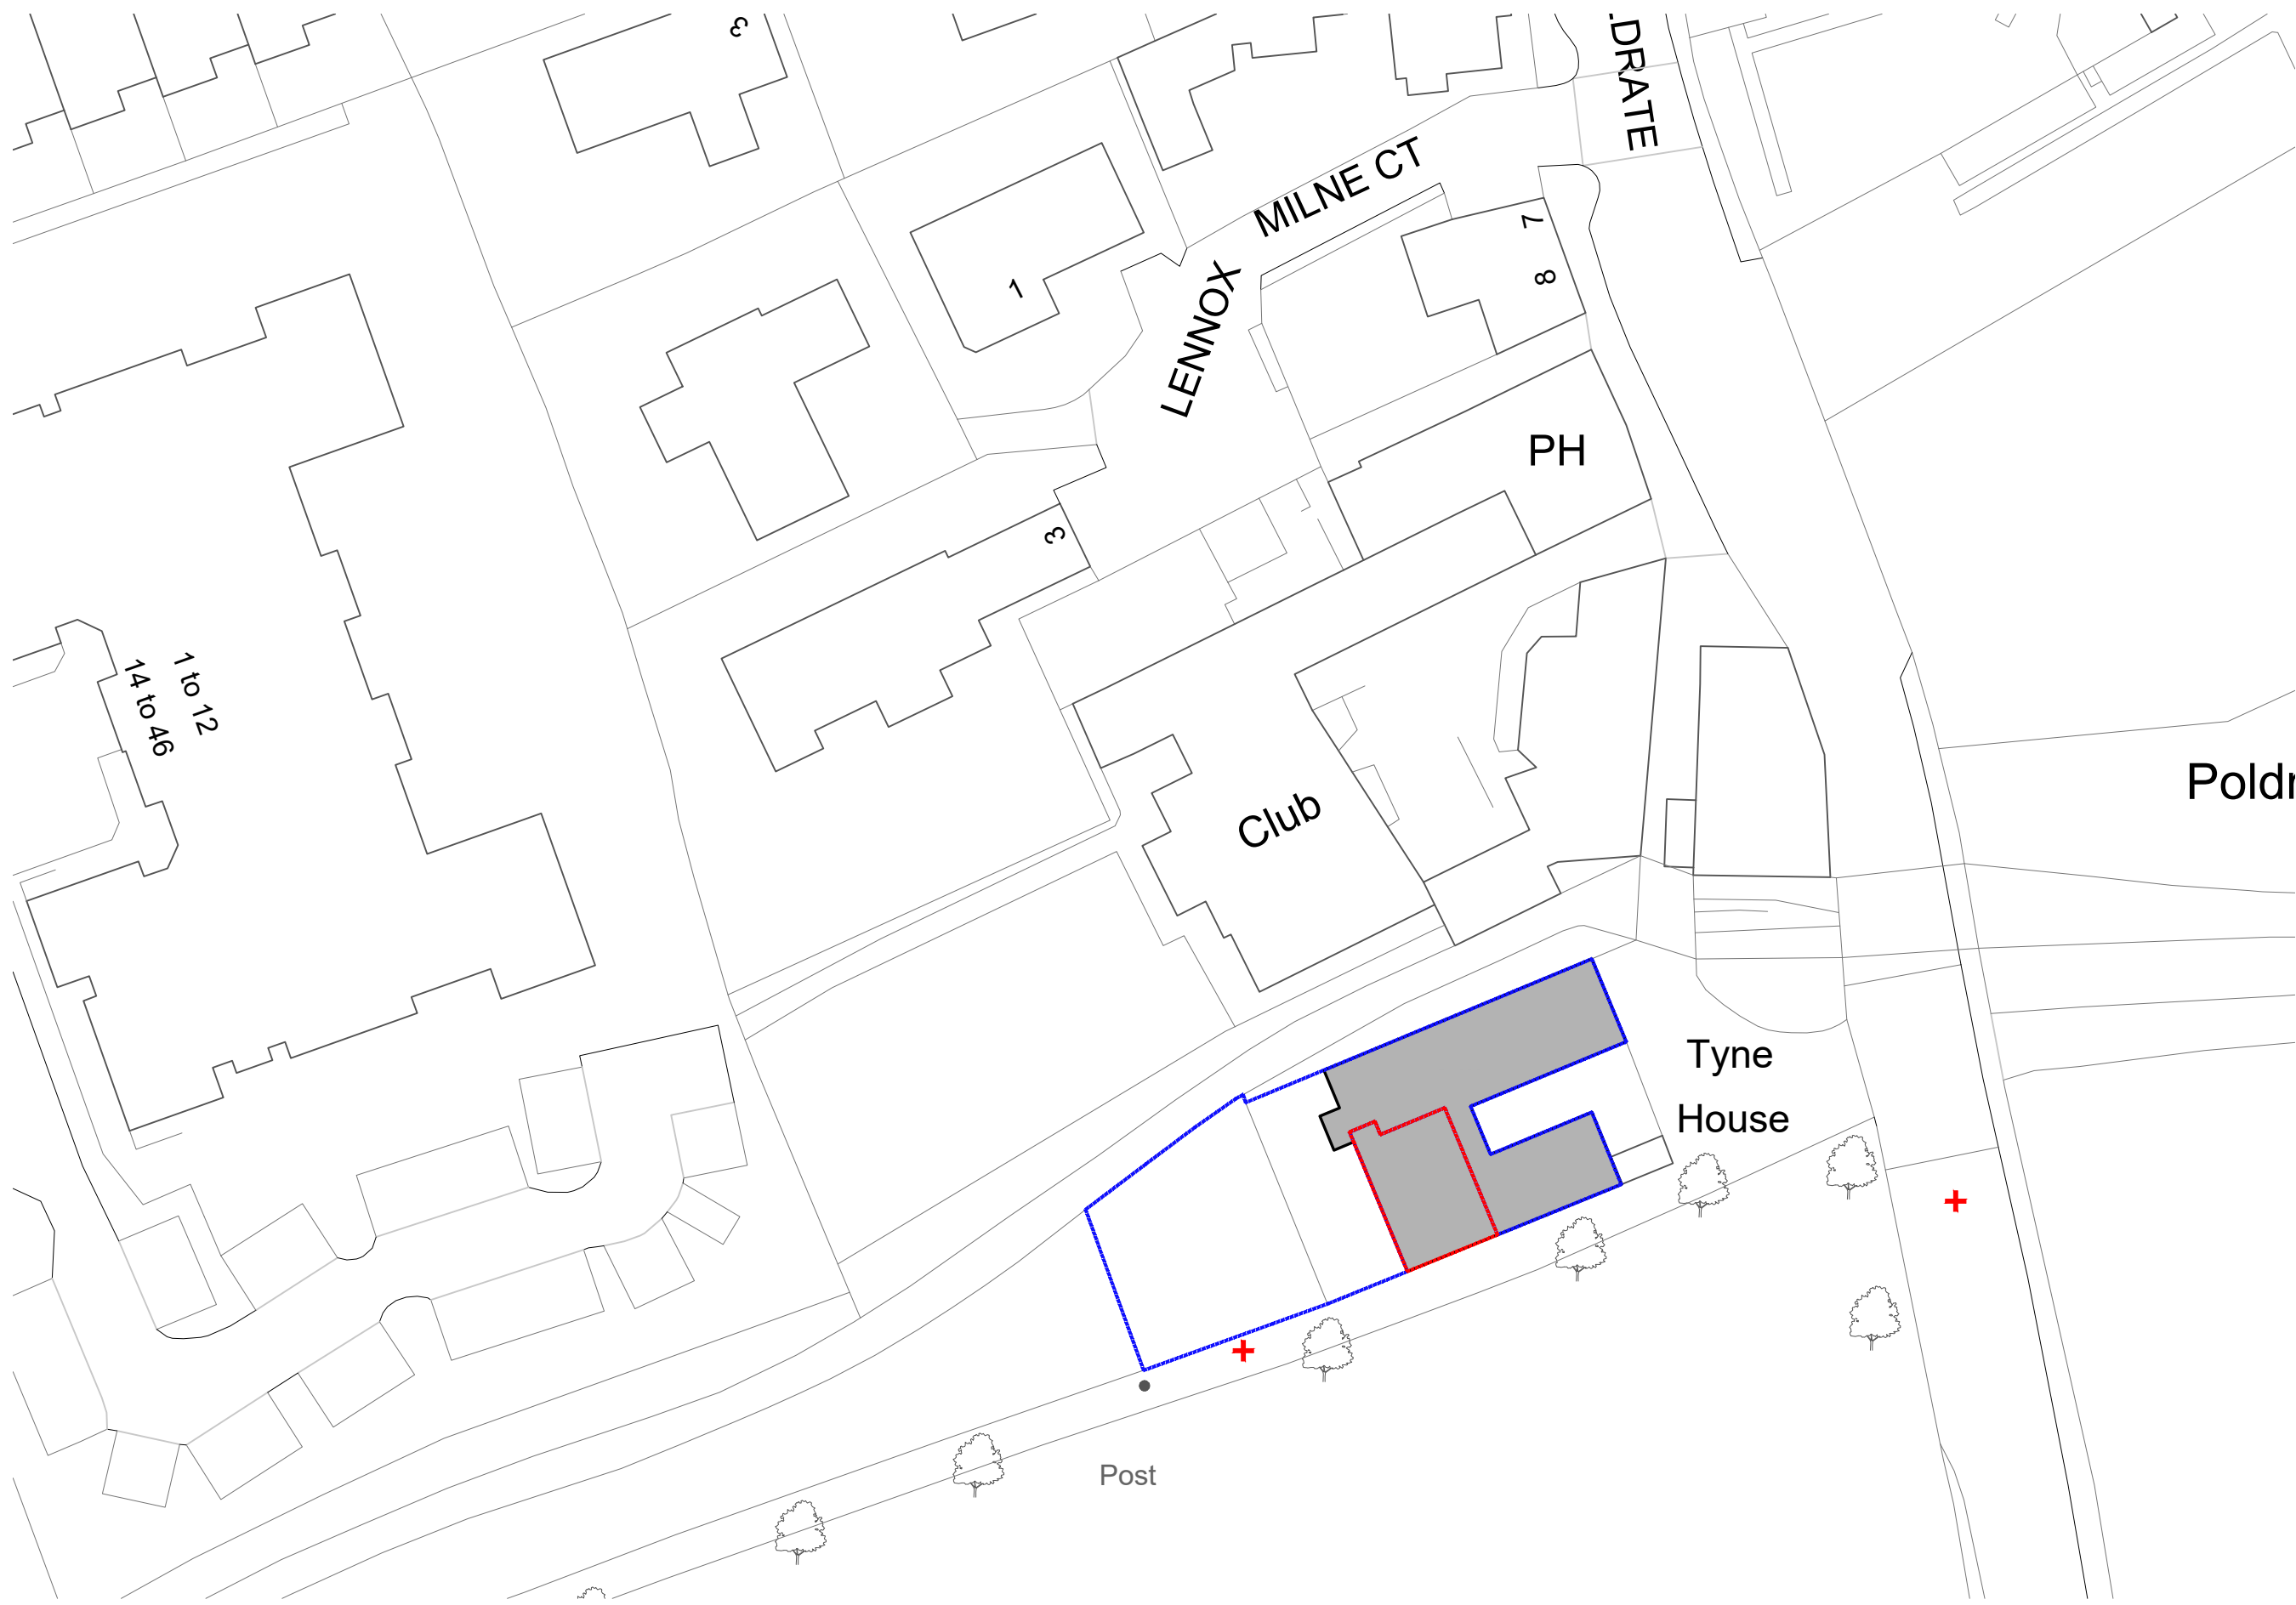 3
LDRATE
MILNE CT
7
8
1
LENNOX
PH
3
1 to 12
14 to 46
Club
Poldr
Tyne
House
Post